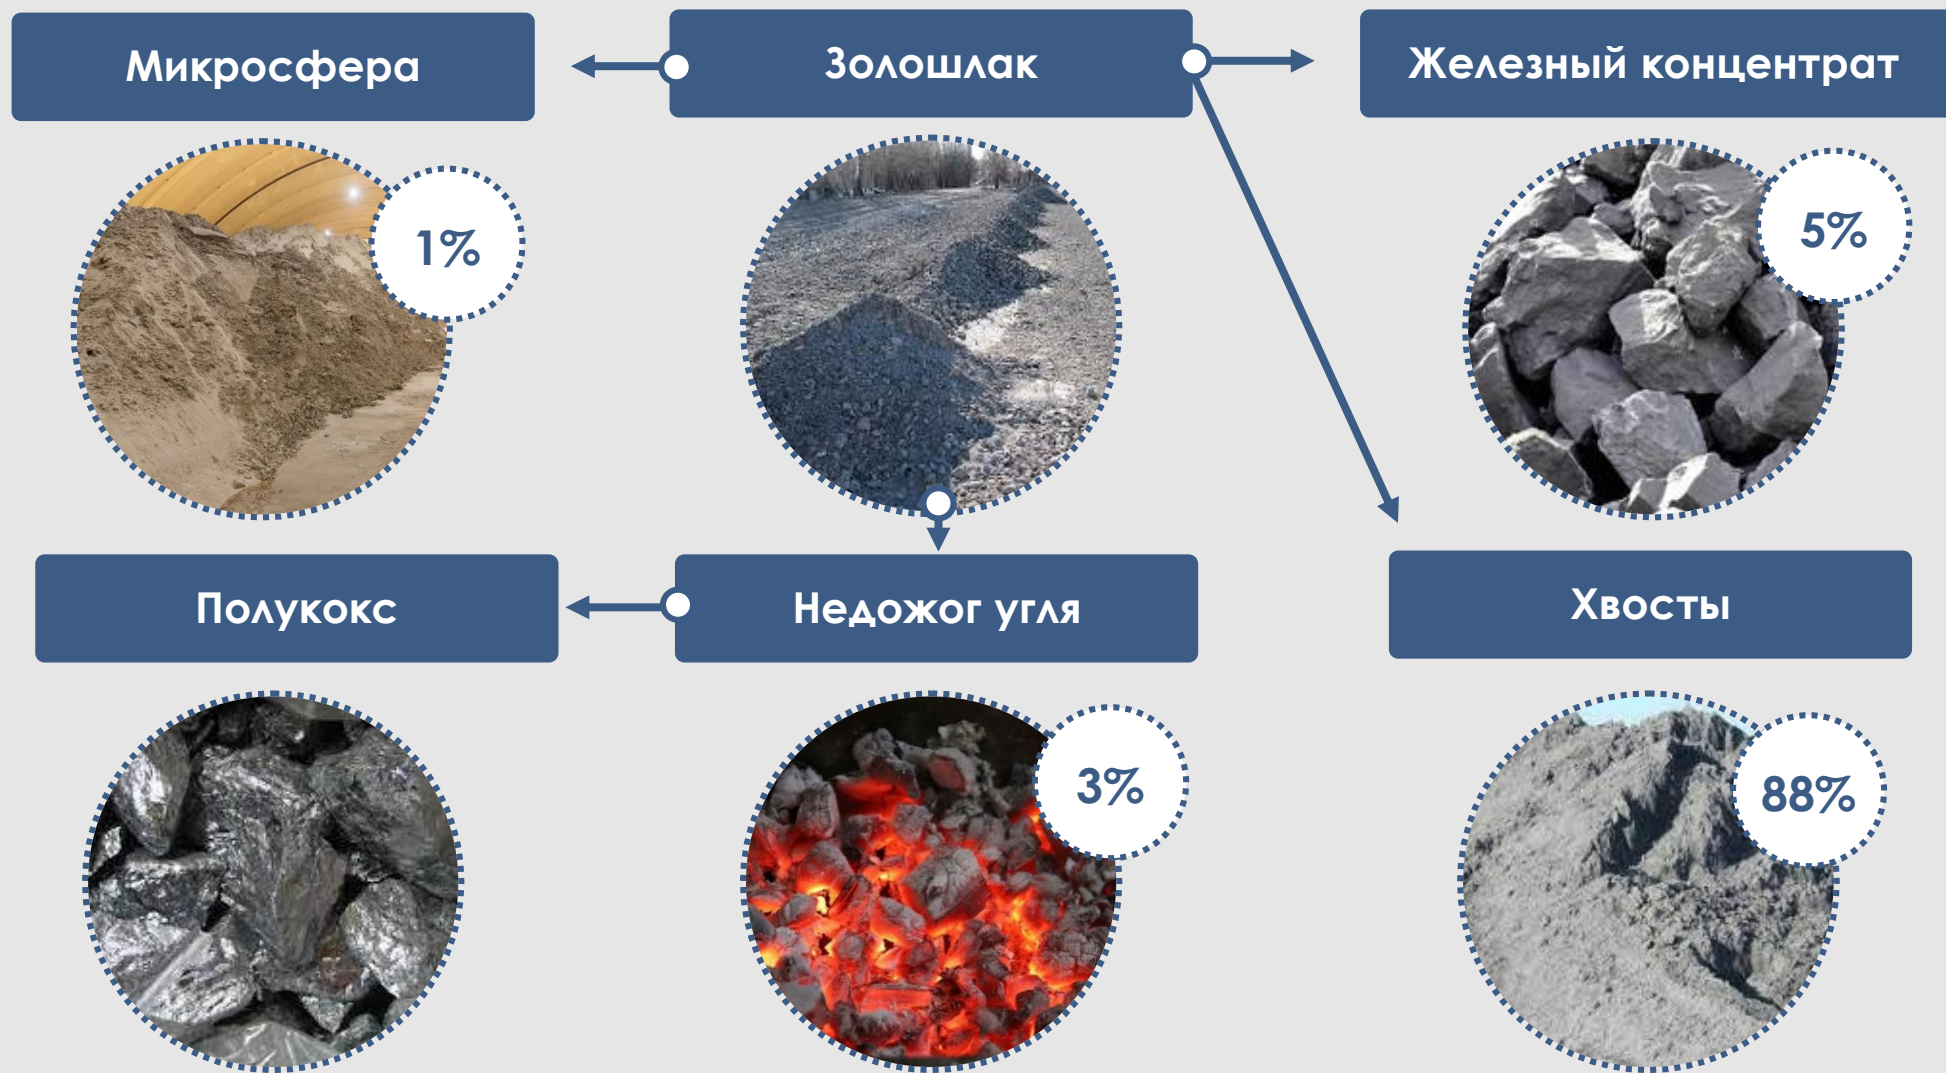 Микросфера
Золошлак
Железный концентрат
1%
5%
Полукокс
Недожог угля
Хвосты
3%
88%